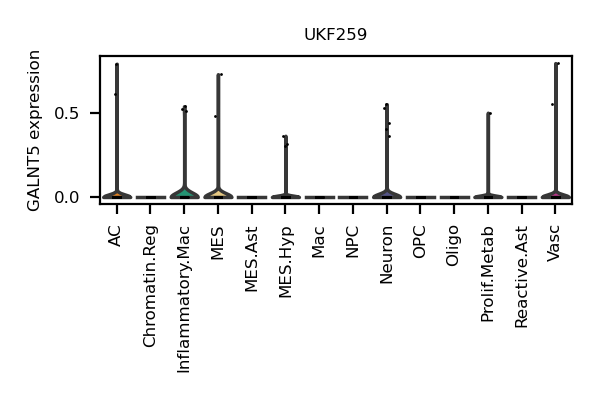 UKF259
GALNT5 expression
0.5
0.0
AC
Chromatin.Reg
Inflammatory.Mac
MES
MES.Ast
MES.Hyp
Mac
NPC
Neuron
OPC
Oligo
Prolif.Metab
Reactive.Ast
Vasc